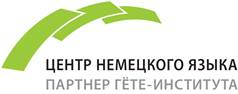 ЦЕНТР НЕМЕЦКОГО ЯЗЫКА
ПАРТНЕР ГЁТЕ-ИНСТИТУТА